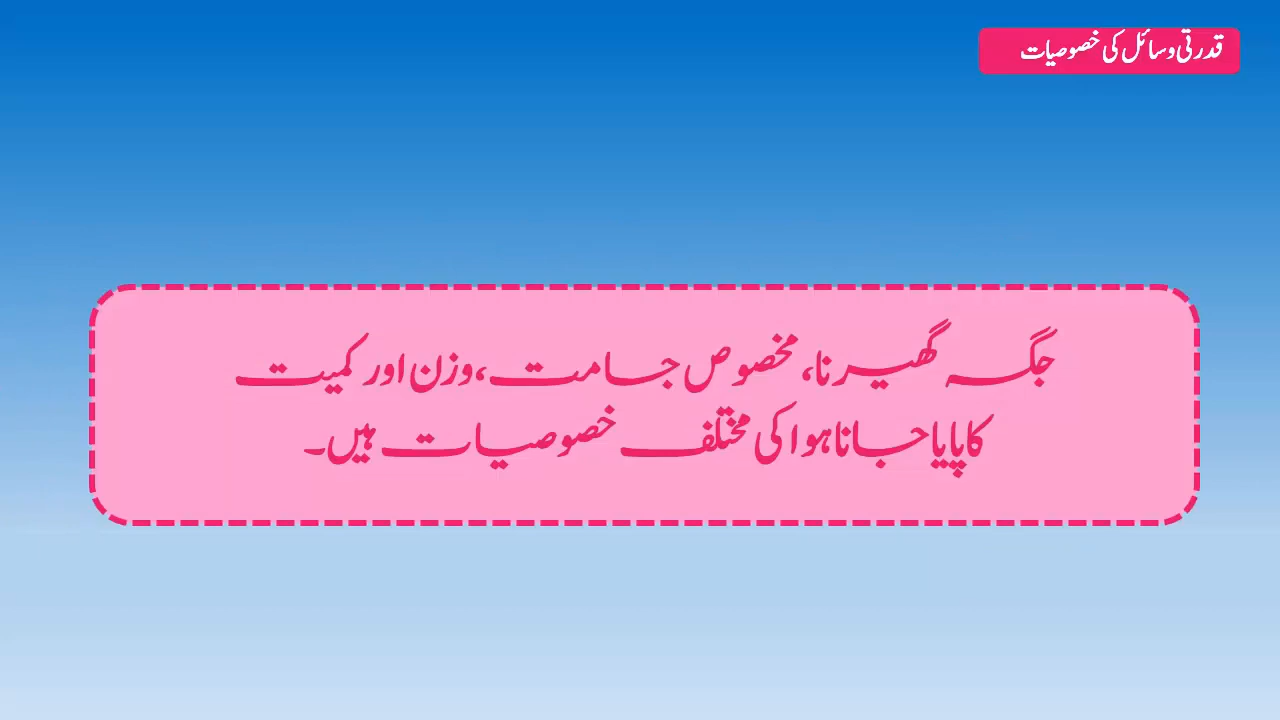 قدرتی وسائل کی خصوصیات
جگہ گھیرنا، مخصوص جسامت، وزن اور کمیت
کا پایا جانا ہوا کی مختلف خصوصیات ہیں۔